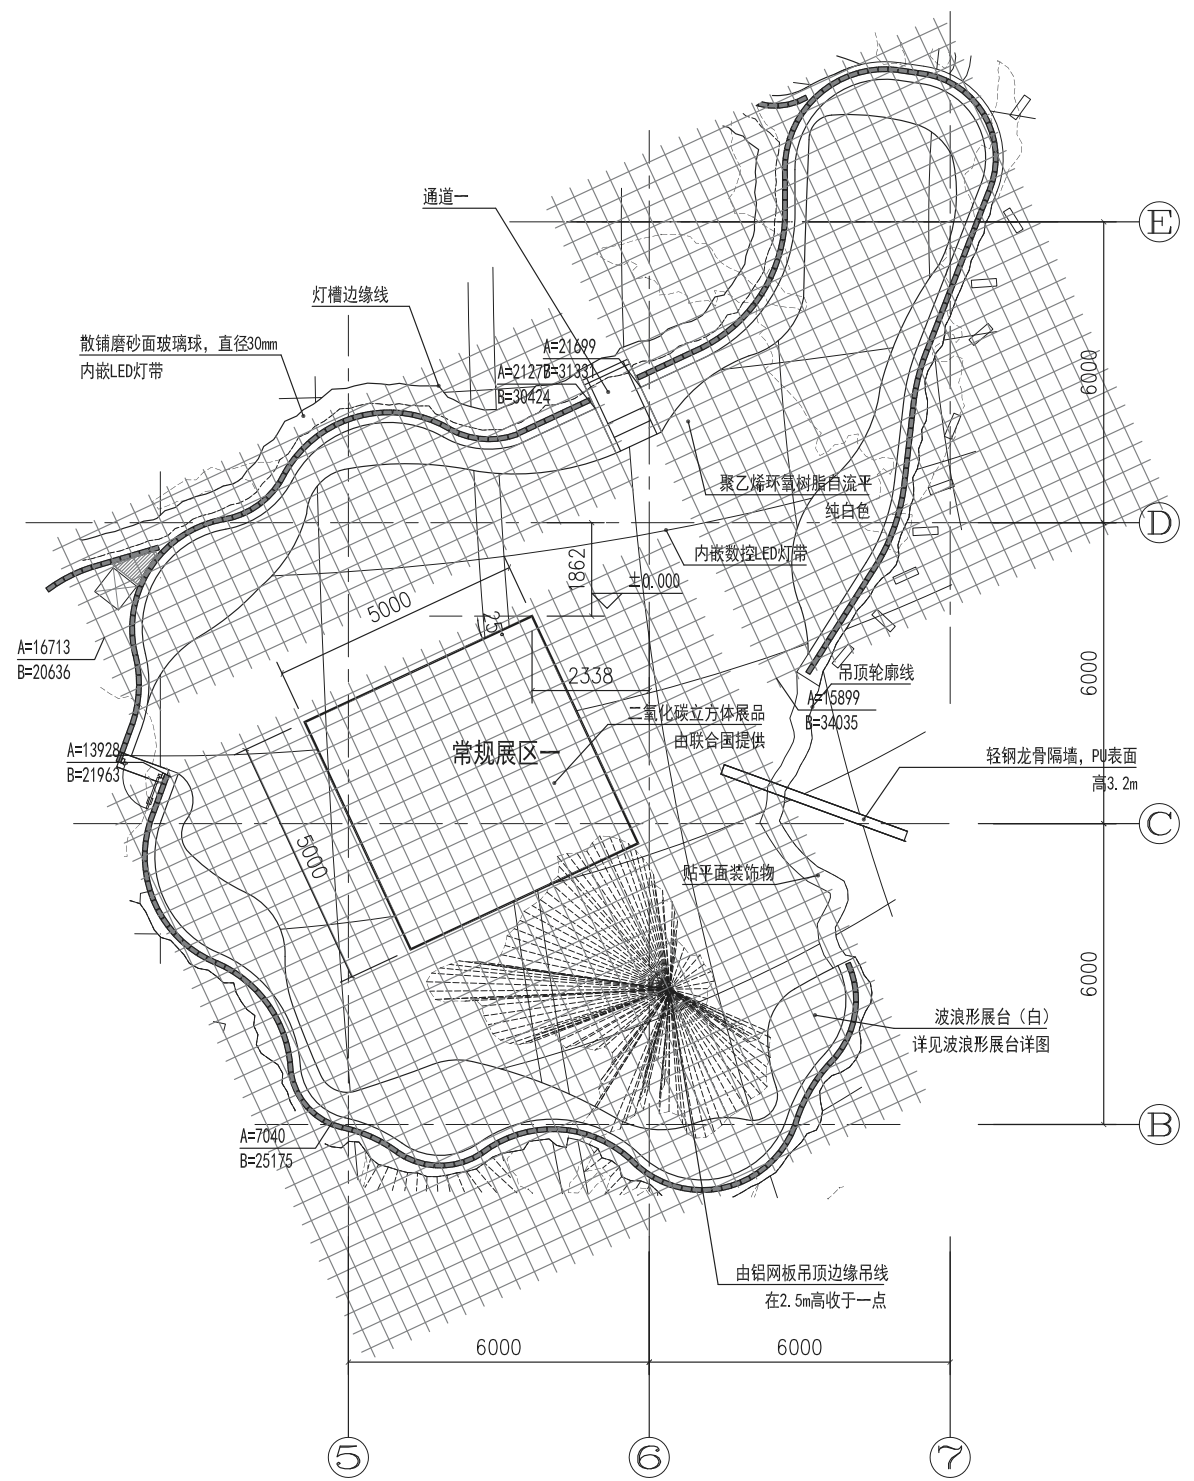 E
通道一
灯槽边缘线
散铺磨砂面玻璃球，直径30mm
内嵌LED灯带
A=21699
B=31331
B=30424
6000
聚乙烯环氧树脂自流平
纯白色
D
内嵌数控LED灯带
1862
±0.000
5000
25°
A=16713
B=20636
2338
6000
吊顶轮廓线
A=15899
B=34035
二氧化碳立方体展品
由联合国提供
常规展区一
A=13928
B=21963
轻钢龙骨隔墙，PU表面
高3.2m
C
5000
贴平面装饰物
6000
波浪形展台（白）
详见波浪形展台详图
A=7040
B=25175
B
由铝网板吊顶边缘吊线
在2.5m高收于一点
6000
6000
5
6
7